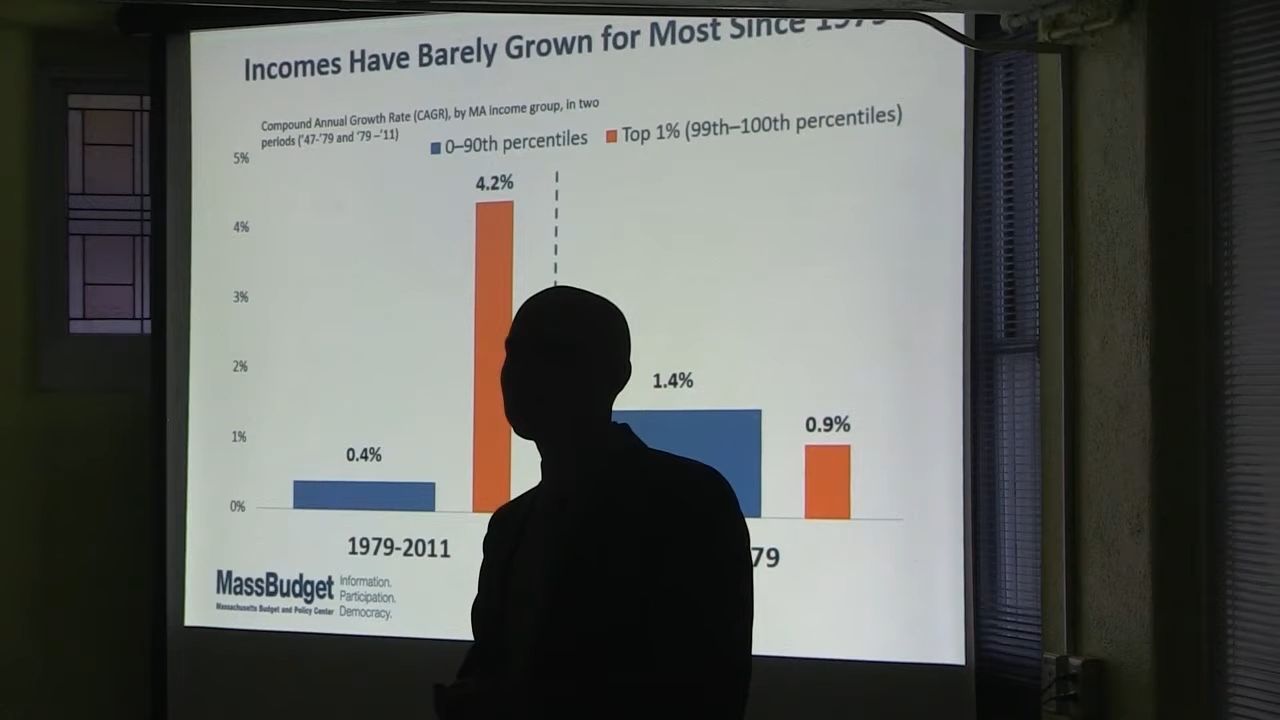 Incomes Have Barely Grown for Most Since 1979
Compound Annual Growth Rate (CAGR), by MA income group, in two
periods ('47-'79 and '79 –'11)
0–90th percentiles
Top 1% (99th–100th percentiles)
5%
4%
3%
2%
1%
0%
4.2%
0.4%
1.4%
0.9%
1979-2011
79
MassBudget
Massachusetts Budget and Policy Center
Information.
Participation.
Democracy.